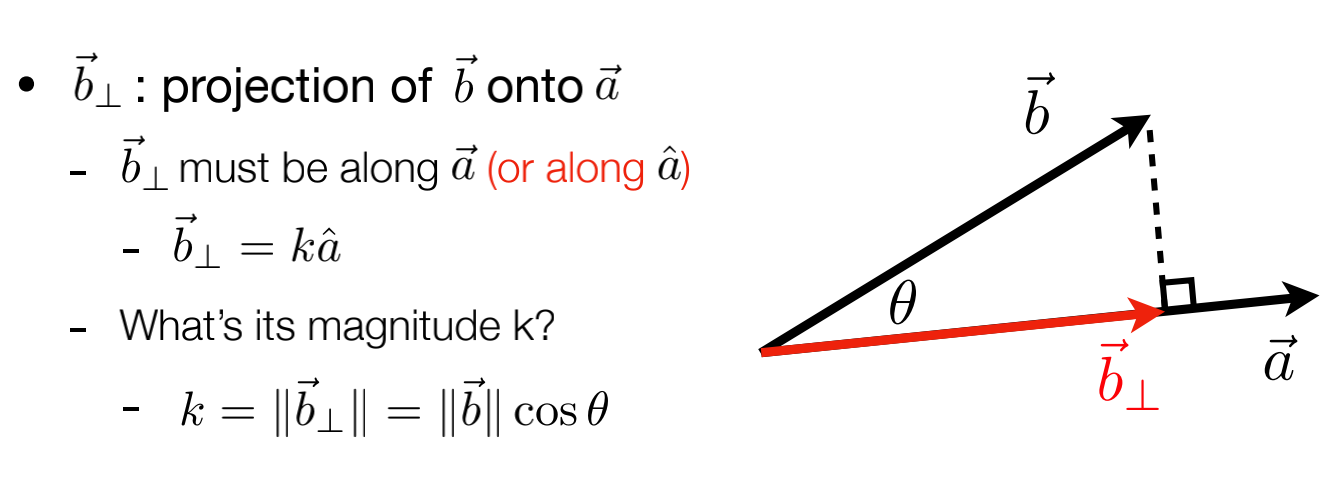 • $\vec{b}_\perp$ : projection of $\vec{b}$ onto $\vec{a}$
- $\vec{b}_\perp$ must be along $\vec{a}$ (or along $\hat{a}$)
- $\vec{b}_\perp = k\hat{a}$
- What's its magnitude k?
- $k = \|\vec{b}_\perp\| = \|\vec{b}\| \cos\theta$
$\vec{b}$
$\theta$
$\vec{b}_\perp$
$\vec{a}$